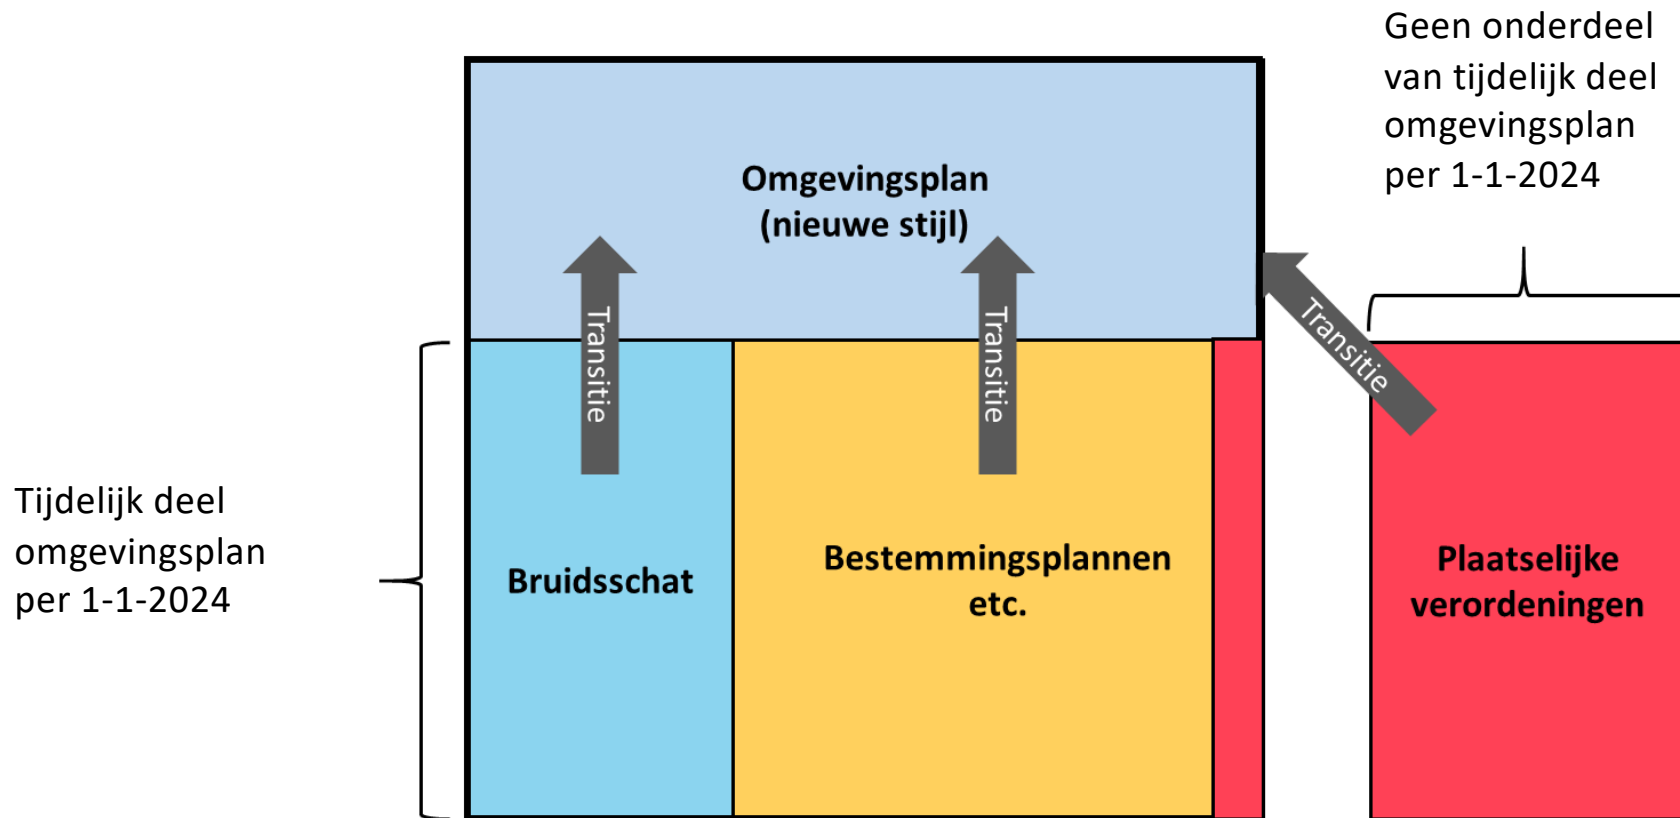 Geen onderdeel
van tijdelijk deel
omgevingsplan
per 1-1-2024
Omgevingsplan
(nieuwe stijl)
Transitie
Transitie
Transitie
Tijdelijk deel
omgevingsplan
per 1-1-2024
Bruidsschat
Bestemmingsplannen
etc.
Plaatselijke
verordeningen